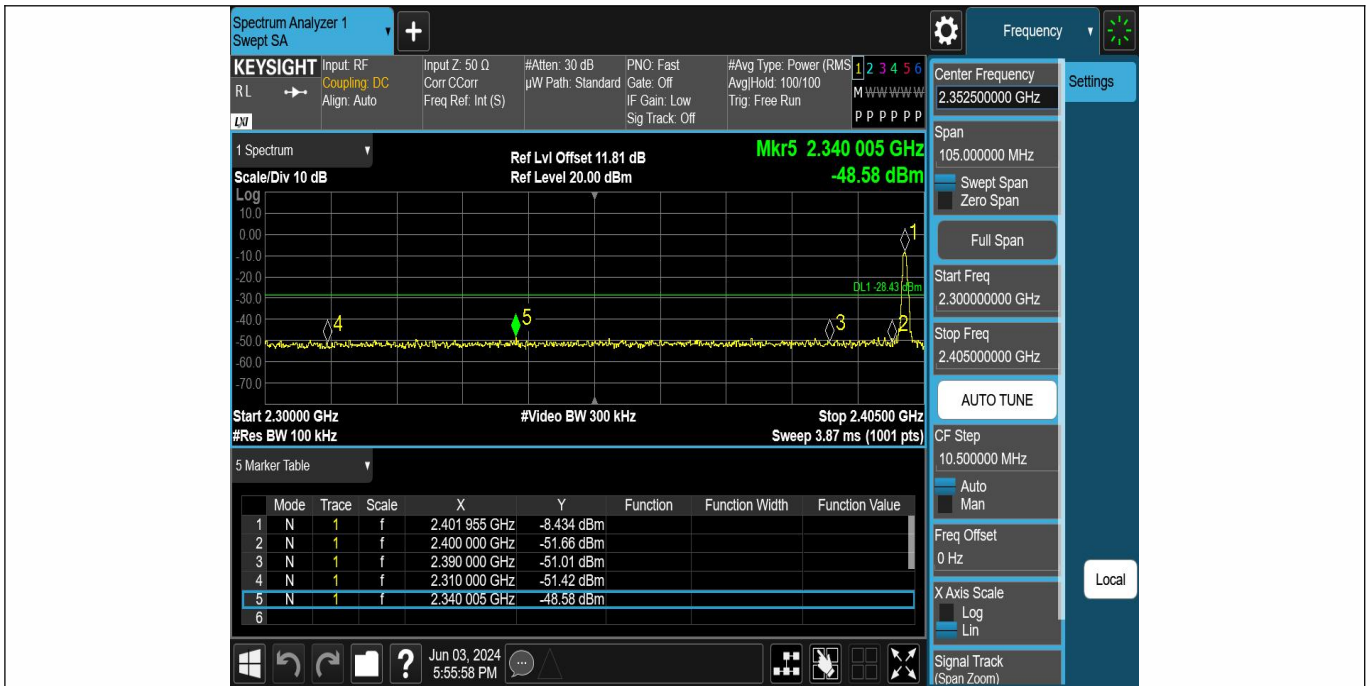 Spectrum Analyzer 1
Swept SA
+
Frequency
KEYSIGHT
RL
LXI
Input: RF
Coupling: DC
Align: Auto
Input Z: 50 Ω
Corr CCorr
Freq Ref: Int (S)
#Atten: 30 dB
µW Path: Standard
PNO: Fast
Gate: Off
IF Gain: Low
Sig Track: Off
#Avg Type: Power (RMS
Avg|Hold: 100/100
Trig: Free Run
1 2 3 4 5 6
M W W W W W
P P P P P P
1 Spectrum
Scale/Div 10 dB
Ref Lvl Offset 11.81 dB
Ref Level 20.00 dBm
Mkr5 2.340 005 GHz
-48.58 dBm
Log
10.0
0.00
-10.0
-20.0
-30.0
-40.0
-50.0
-60.0
-70.0
1
DL1 -28.43 dBm
4
5
3
2
Start 2.30000 GHz
#Video BW 300 kHz
Stop 2.40500 GHz
#Res BW 100 kHz
Sweep 3.87 ms (1001 pts)
5 Marker Table
Mode Trace Scale X Y Function Function Width Function Value
1 N 1 f 2.401 955 GHz -8.434 dBm
2 N 1 f 2.400 000 GHz -51.66 dBm
3 N 1 f 2.390 000 GHz -51.01 dBm
4 N 1 f 2.310 000 GHz -51.42 dBm
5 N 1 f 2.340 005 GHz -48.58 dBm
6
?
Jun 03, 2024
5:55:58 PM
Center Frequency
2.352500000 GHz
Settings
Span
105.000000 MHz
Swept Span
Zero Span
Full Span
Start Freq
2.300000000 GHz
Stop Freq
2.405000000 GHz
AUTO TUNE
CF Step
10.500000 MHz
Auto
Man
Freq Offset
0 Hz
Local
X Axis Scale
Log
Lin
Signal Track
(Span Zoom)